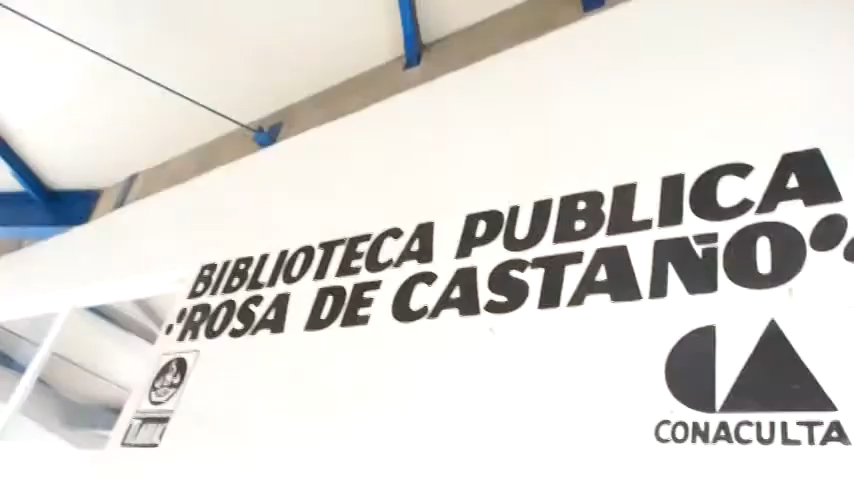 BIBLIOTECA PUBLICA
"ROSA DE CASTAÑO"
CONACULTA